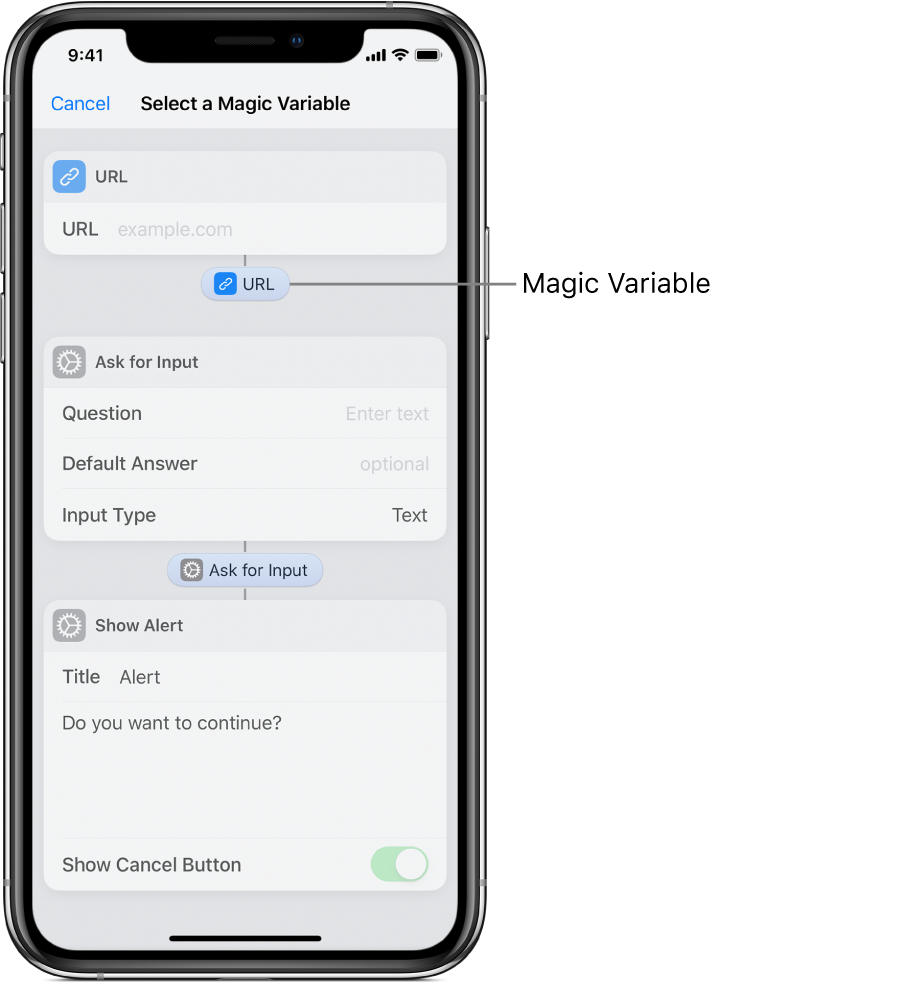 9:41
Cancel Select a Magic Variable
URL
URL example.com
URL
Magic Variable
Ask for Input
Question Enter text
Default Answer optional
Input Type Text
Ask for Input
Show Alert
Title Alert
Do you want to continue?
Show Cancel Button